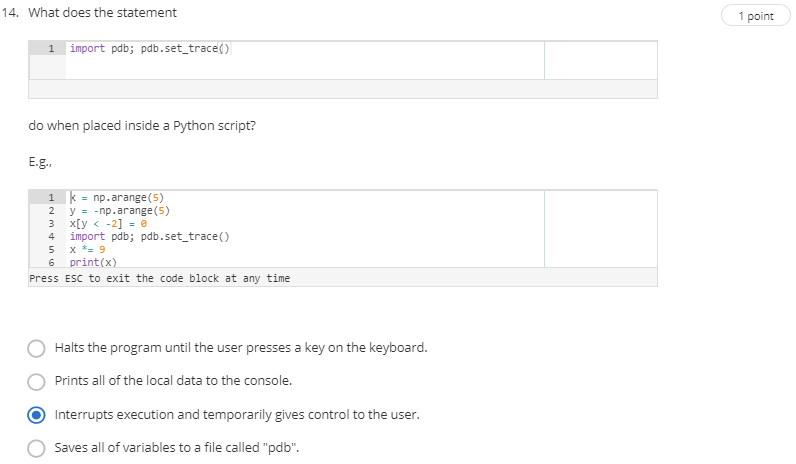 14. What does the statement
1 point
1 import pdb; pdb.set_trace()
do when placed inside a Python script?
E.g.,
1 k = np.arange(5)
2 y = -np.arange(5)
3 x[y < -2] = 0
4 import pdb; pdb.set_trace()
5 x *= 9
6 print(x)
Press ESC to exit the code block at any time
Halts the program until the user presses a key on the keyboard.
Prints all of the local data to the console.
Interrupts execution and temporarily gives control to the user.
Saves all of variables to a file called "pdb".